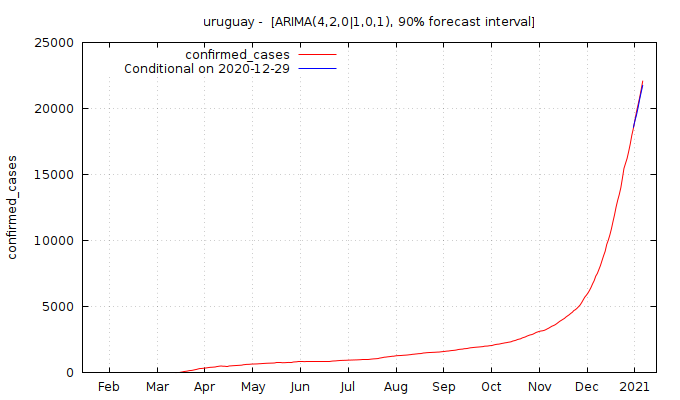 uruguay -  [ARIMA(4,2,0|1,0,1), 90% forecast interval]
25000
20000
15000
10000
5000
0
confirmed_cases
confirmed_cases
Conditional on 2020-12-29
Feb Mar Apr May Jun Jul Aug Sep Oct Nov Dec 2021